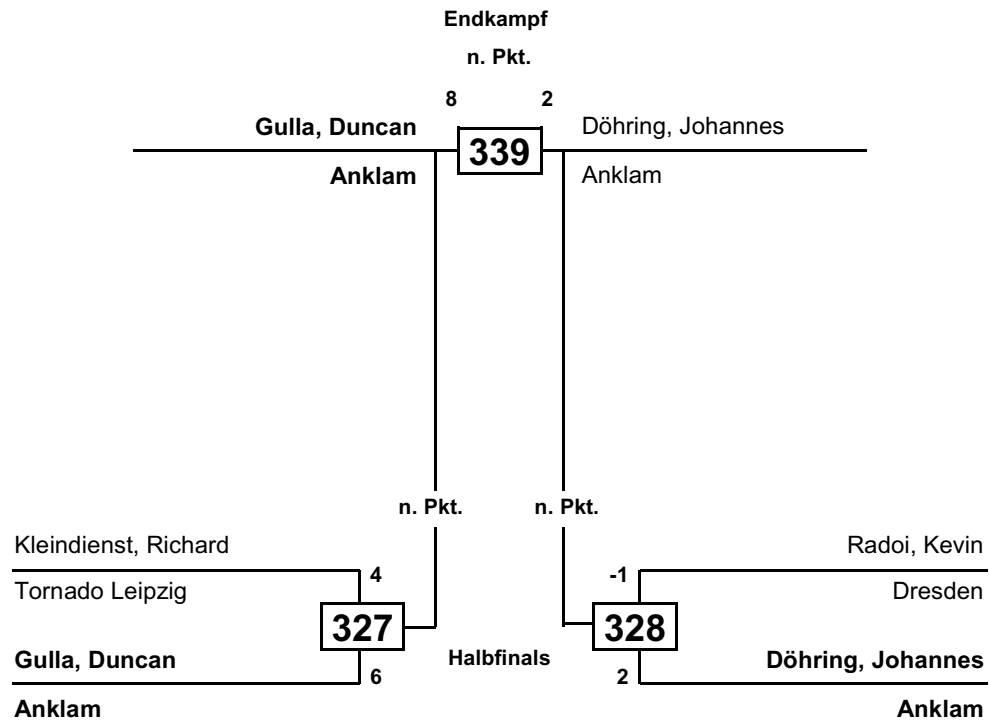 Endkampf
n. Pkt.
8 2
Gulla, Duncan 339 Döhring, Johannes
Anklam Anklam
n. Pkt. n. Pkt.
Kleindienst, Richard Radoi, Kevin
4 -1
Tornado Leipzig Dresden
327 328
Gulla, Duncan Halbfinals Döhring, Johannes
6 2
Anklam Anklam